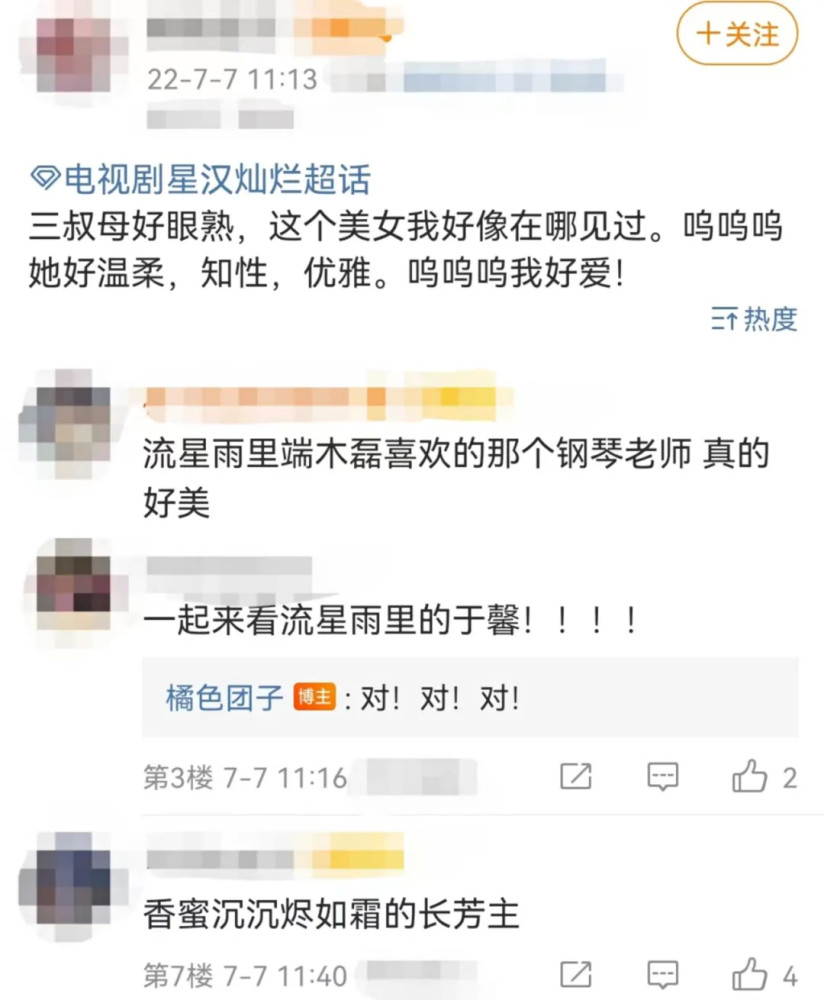 +关注
22-7-7 11:13
电视剧星汉灿烂超话
三叔母好眼熟，这个美女我好像在哪见过。呜呜呜
她好温柔，知性，优雅。呜呜呜我好爱！
热度
流星雨里端木磊喜欢的那个钢琴老师 真的
好美
一起来看流星雨里的于馨！！！！
橘色团子 博主：对！对！对！
第3楼 7-7 11:16
2
香蜜沉沉烬如霜的长芳主
第7楼 7-7 11:40
4